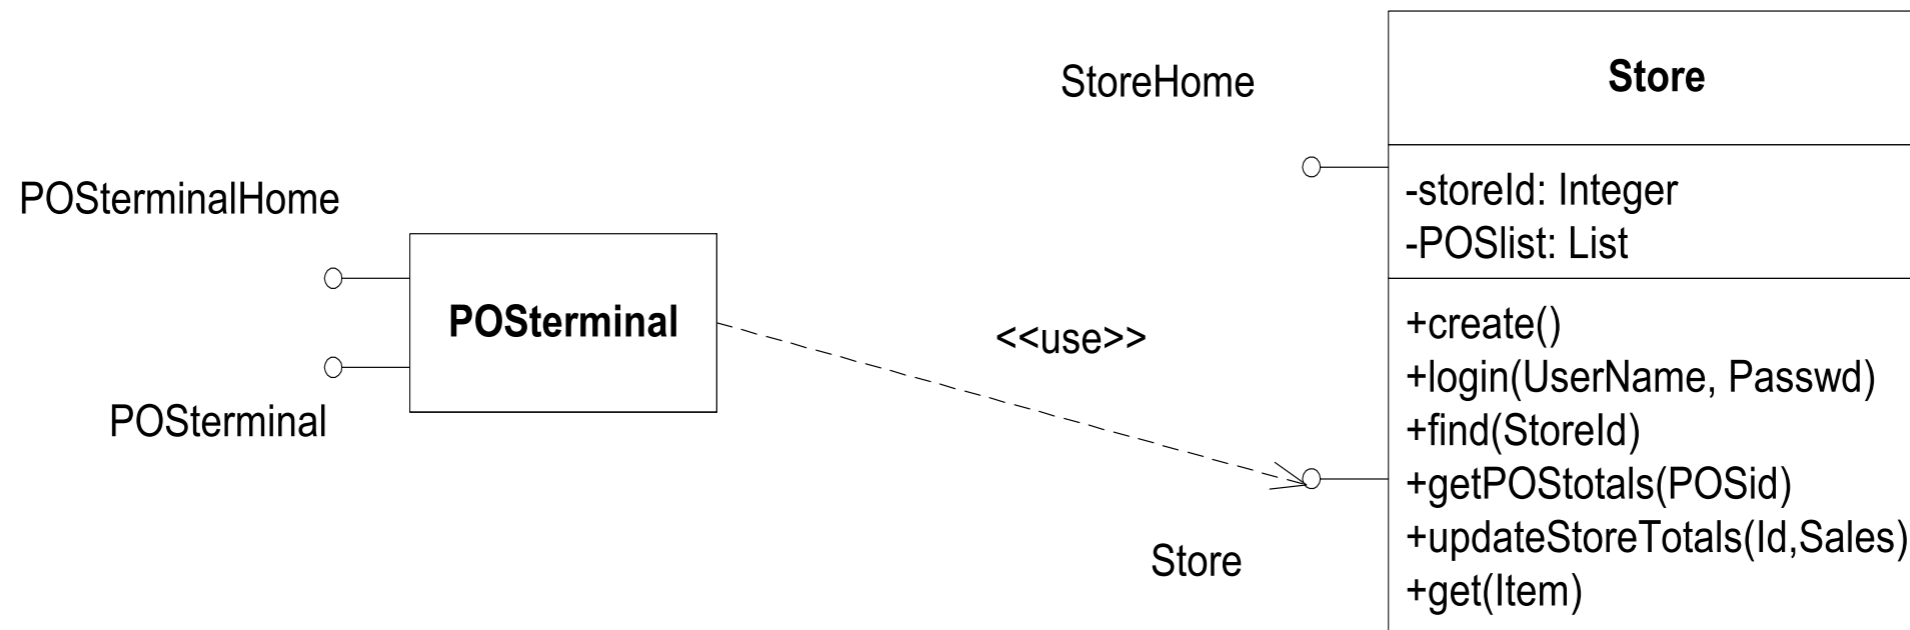 StoreHome
Store
POSterminalHome
-storeId: Integer
-POSlist: List
POSterminal
<<use>>
+create()
+login(UserName, Passwd)
POSterminal
+find(StoreId)
+getPOStotals(POSid)
+updateStoreTotals(Id,Sales)
Store
+get(Item)